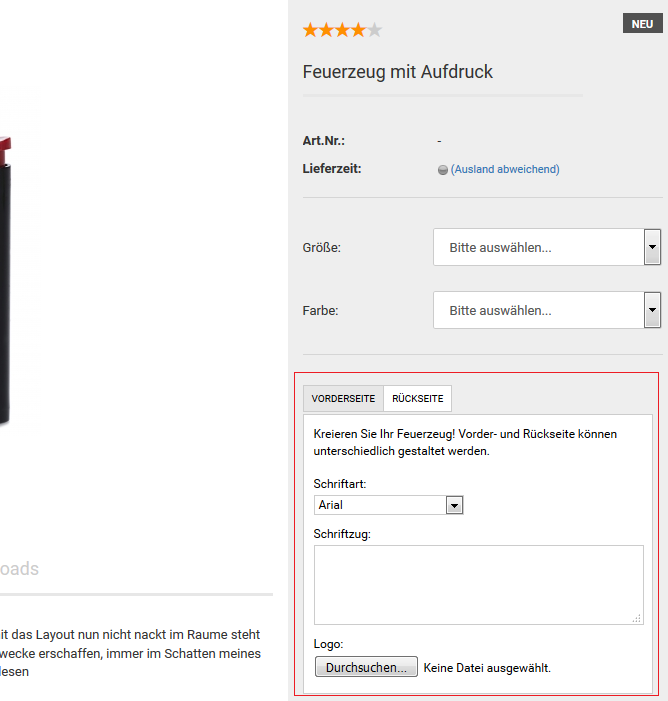 NEU
Feuerzeug mit Aufdruck
Art.Nr.: -
Lieferzeit: (Ausland abweichend)
Größe: Bitte auswählen...
Farbe: Bitte auswählen...
VORDERSEITE RÜCKSEITE
Kreieren Sie Ihr Feuerzeug! Vorder- und Rückseite können
unterschiedlich gestaltet werden.
Schriftart:
Arial
Schriftzug:
Logo:
Durchsuchen... Keine Datei ausgewählt.
oads
it das Layout nun nicht nackt im Raume steht
wecke erschaffen, immer im Schatten meines
lesen